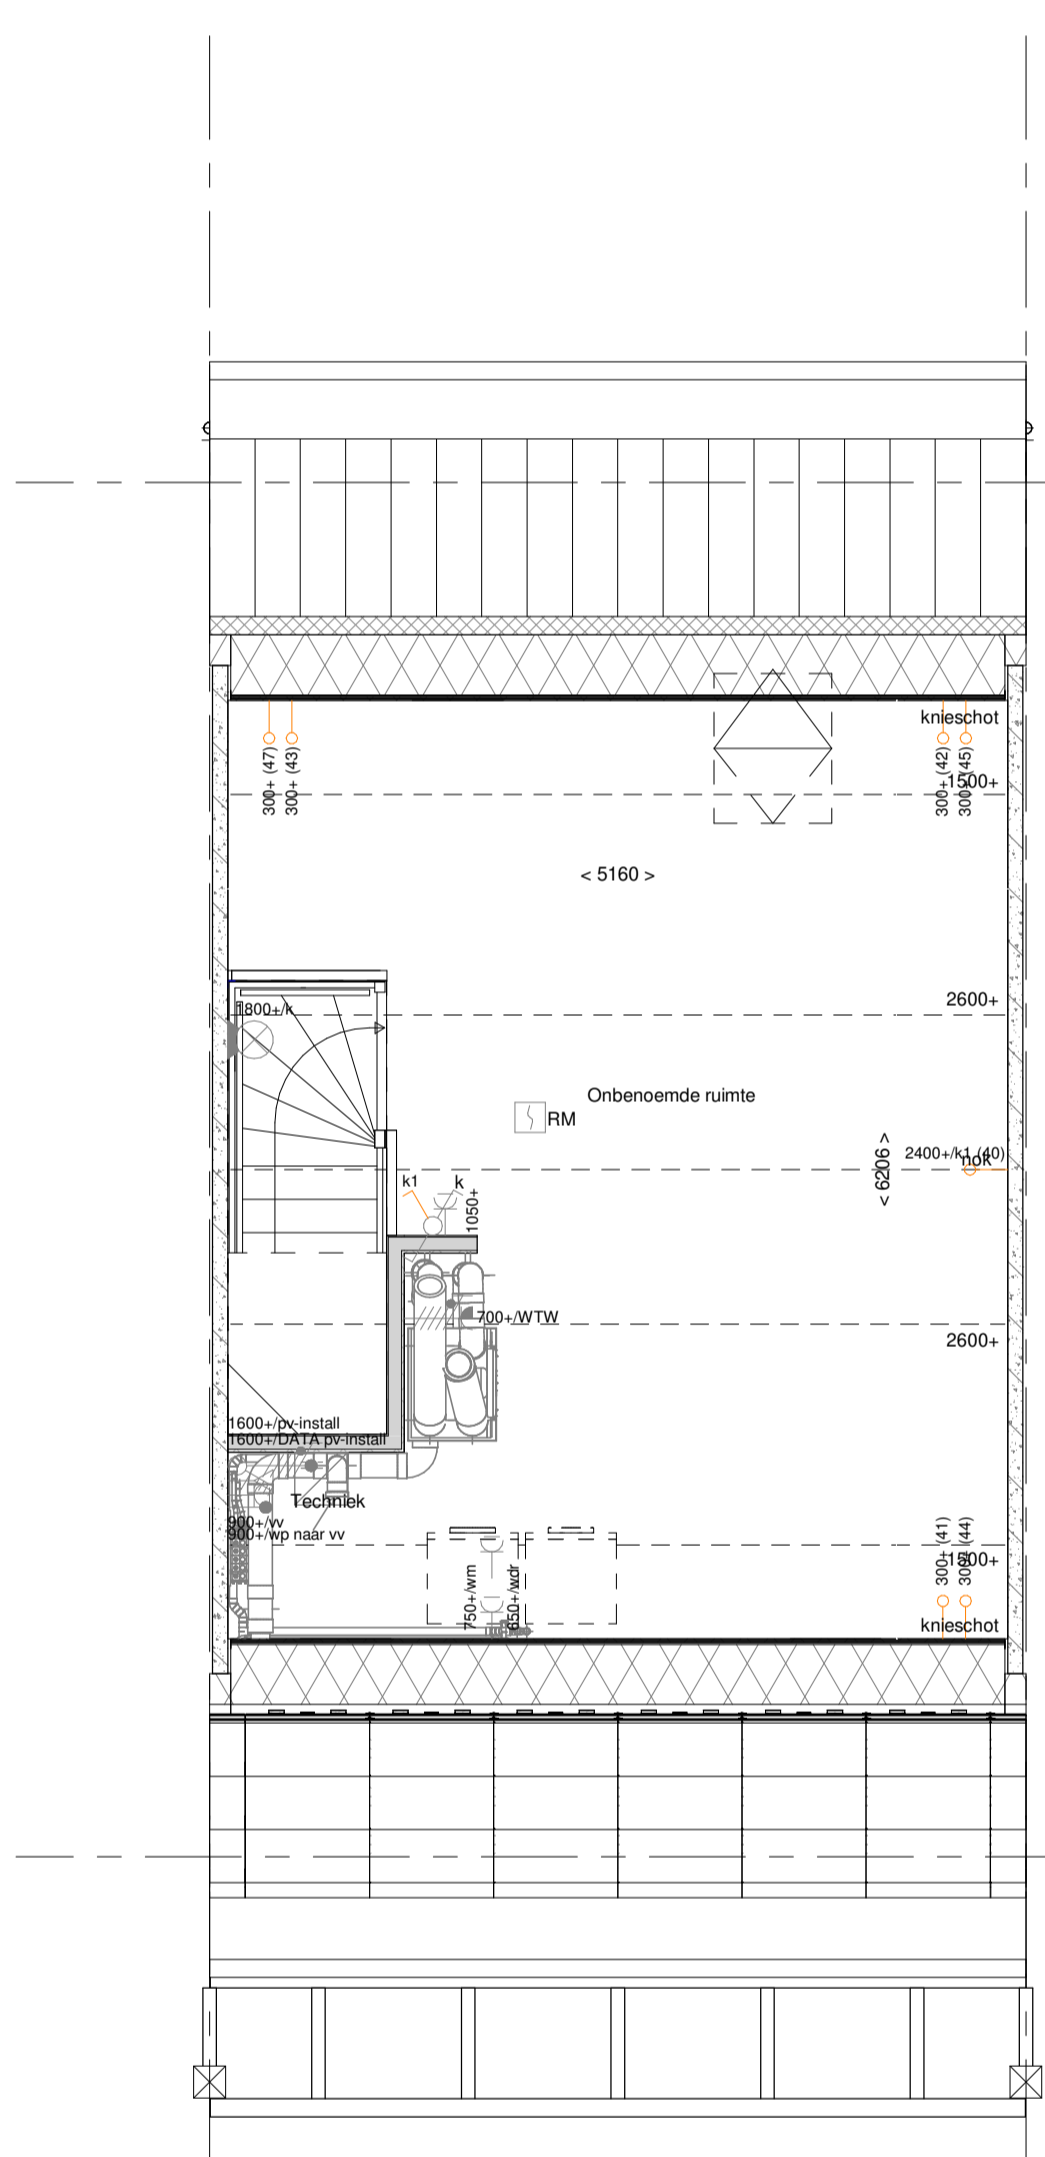 knieschot
300+ (47)
300+ (43)
300+ (42)
300+ (45)
1500+
< 5160 >
2600+
1800+/k
Onbenoemde ruimte
RM
< 6206 >
2400+/k1 (40)
nok
k1
k
1050+
700+/WTW
2600+
1600+/pv-install
1600+/DATA pv-install
Techniek
900+/vv
900+/wp naar vv
750+/wm
650+/wdr
300+ (41)
300+ (44)
1500+
knieschot